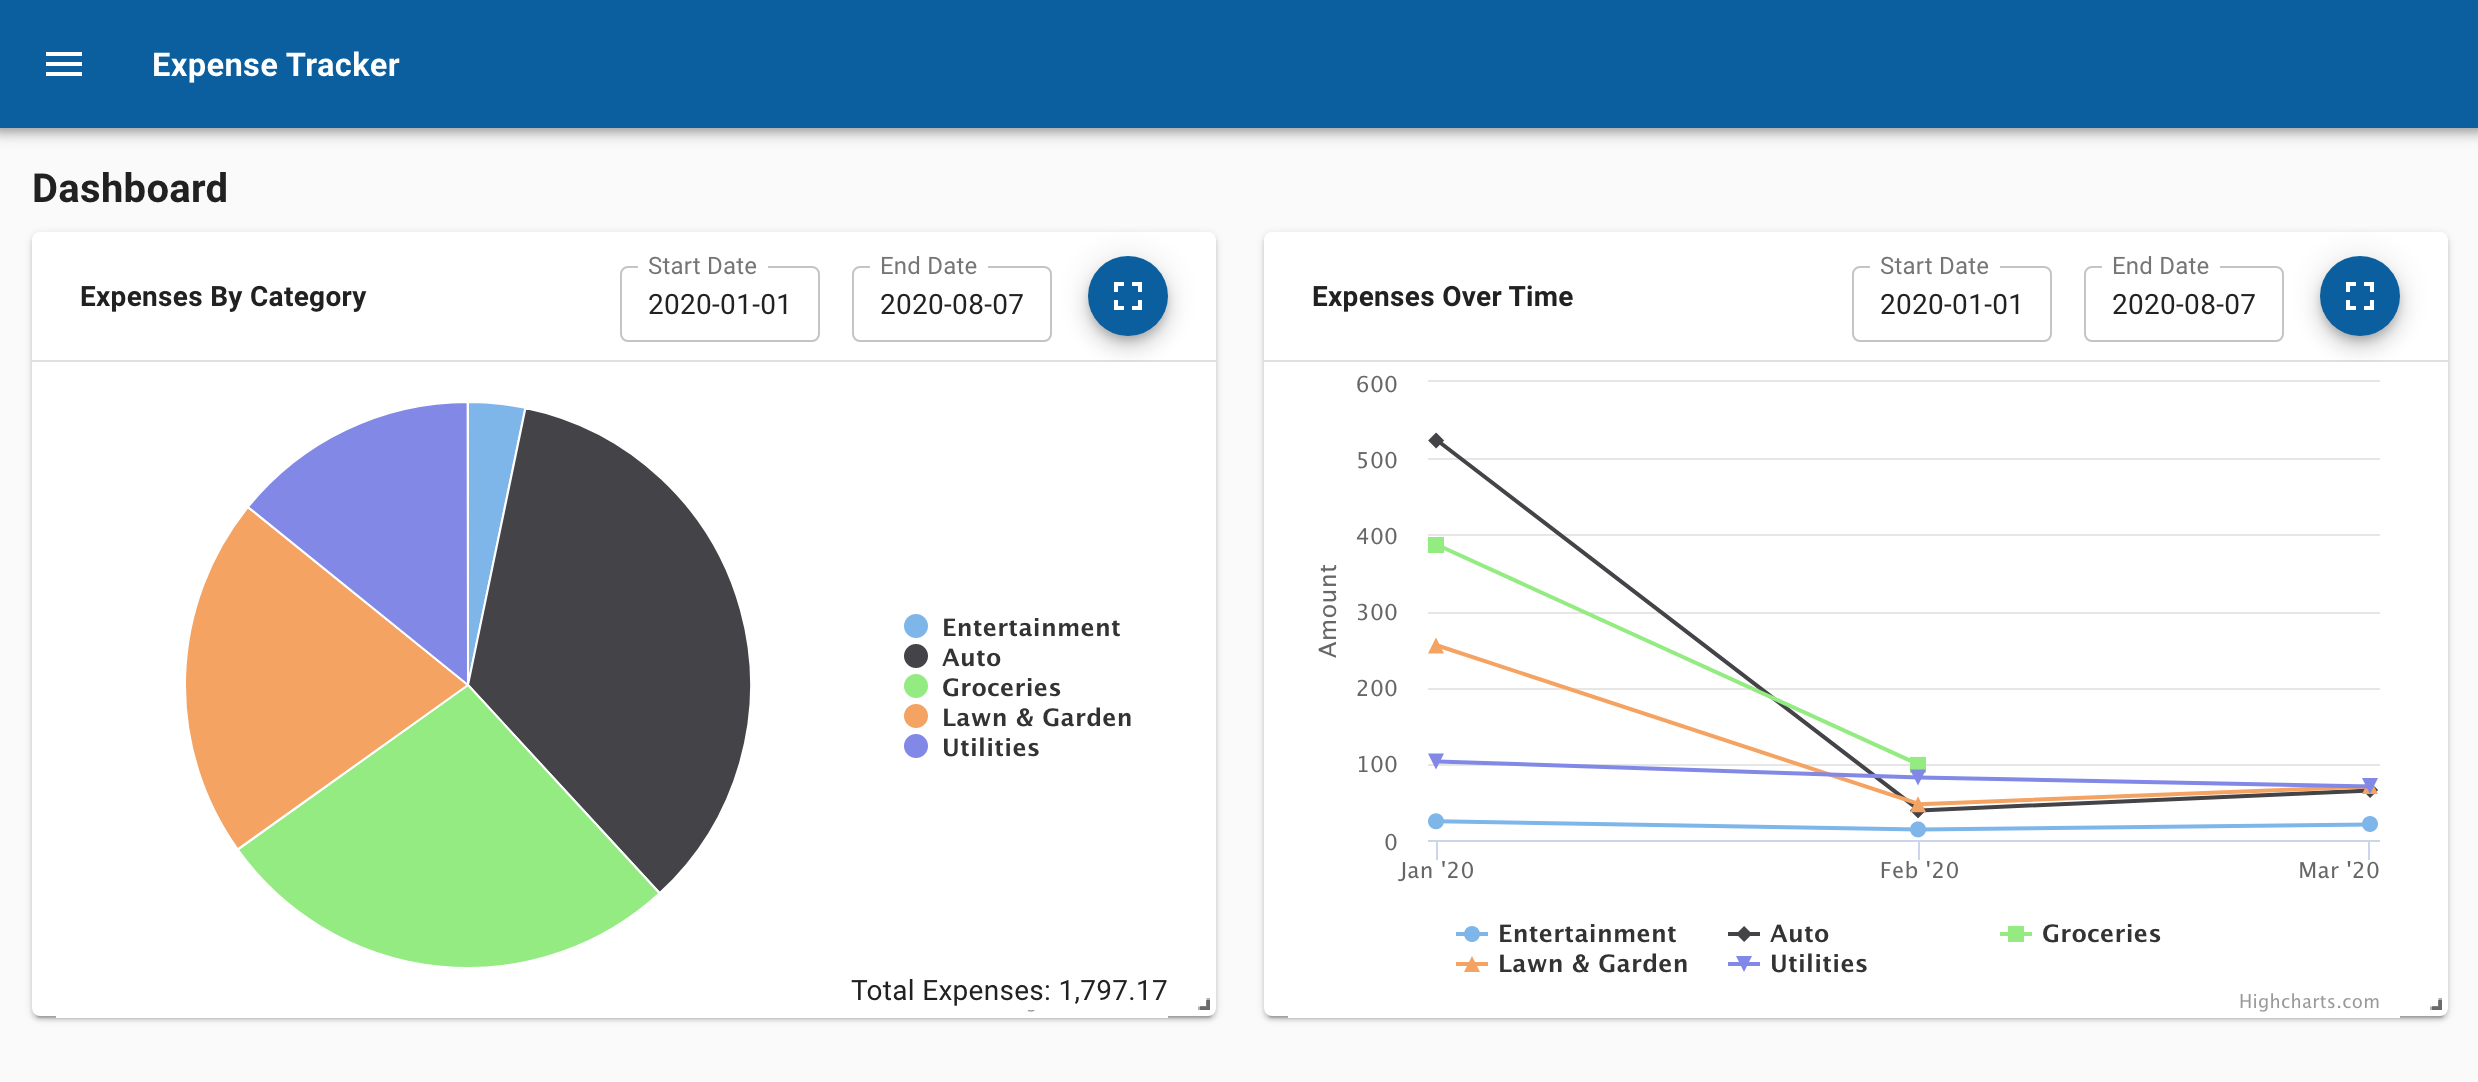 Expense Tracker
Dashboard
Expenses By Category
Start Date
2020-01-01
End Date
2020-08-07
Entertainment
Auto
Groceries
Lawn & Garden
Utilities
Total Expenses: 1,797.17
Expenses Over Time
Start Date
2020-01-01
End Date
2020-08-07
600
500
400
300
200
100
0
Amount
Jan '20 Feb '20 Mar '20
Entertainment Auto Groceries
Lawn & Garden Utilities
Highcharts.com